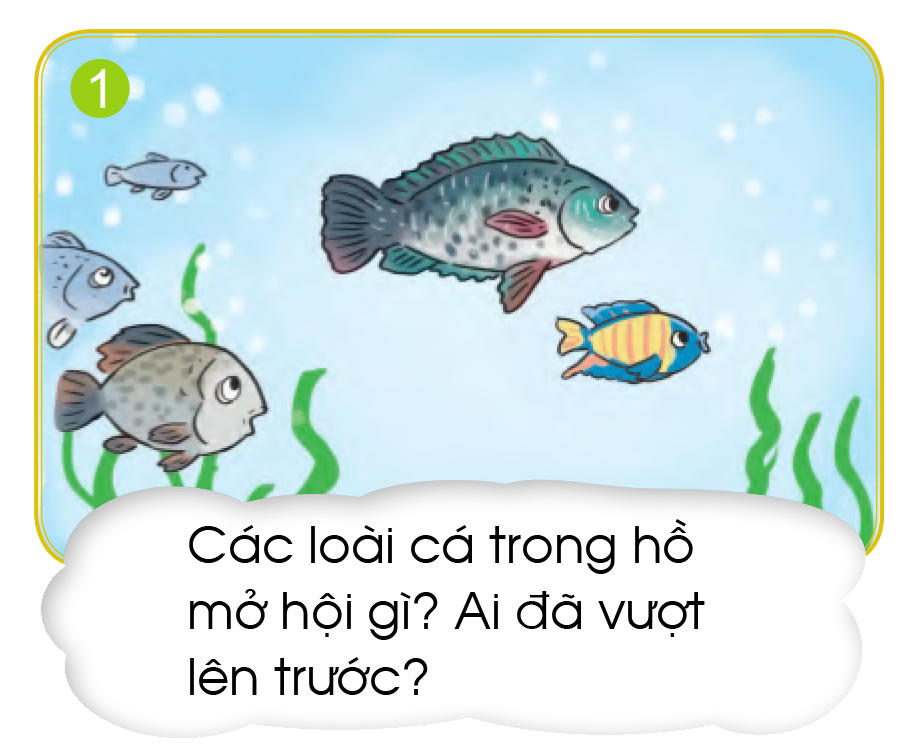 1
Các loài cá trong hồ
mở hội gì? Ai đã vượt
lên trước?